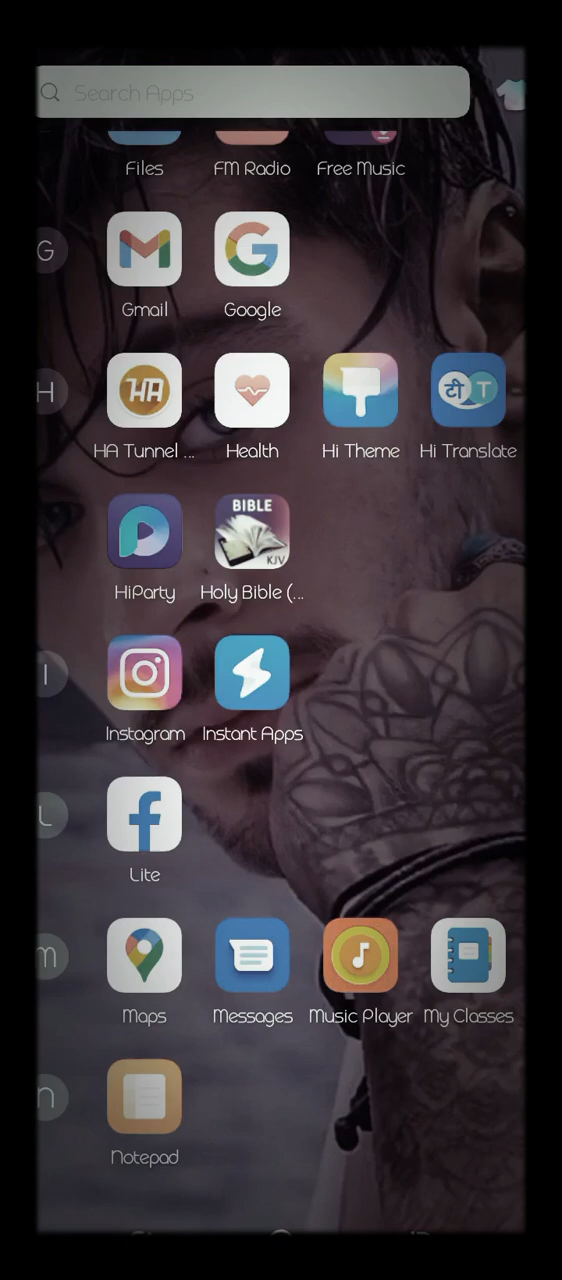 Search Apps
Files FM Radio Free Music
G
Gmail Google
H
HA
टी T
HA Tunnel ... Health Hi Theme Hi Translate
BIBLE
KJV
HiParty Holy Bible (...
I
Instagram Instant Apps
L
Lite
m
Maps Messages Music Player My Classes
n
Notepad